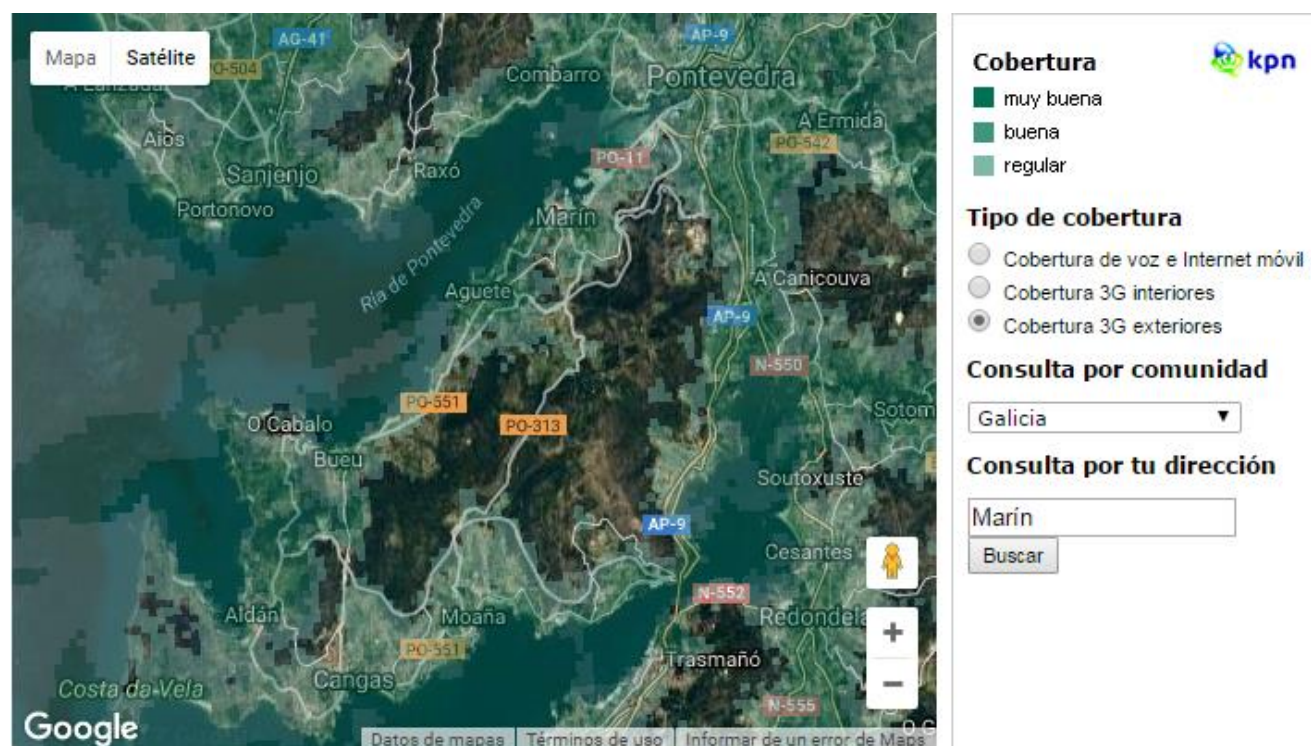 Mapa
Satélite
AG-41
AP-9
PO-504
Combarro
Pontevedra
A Lanzada
Aios
A Ermida
PO-542
PO-11
Sanjenjo
Raxó
Portonovo
Marín
Ría de Pontevedra
A Canicouva
Aguete
AP-9
N-550
PO-551
O Cabalo
PO-313
Bueu
Soutoxuste
AP-9
Cesantes
Aldán
Moaña
N-552
Redondela
PO-551
Trasmañó
Cangas
Costa da Vela
N-555
Google
Datos de mapas
Términos de uso
Informar de un error de Maps
Cobertura
kpn
muy buena
buena
regular
Tipo de cobertura
Cobertura de voz e Internet móvil
Cobertura 3G interiores
Cobertura 3G exteriores
Consulta por comunidad
Galicia
Consulta por tu dirección
Marín
Buscar